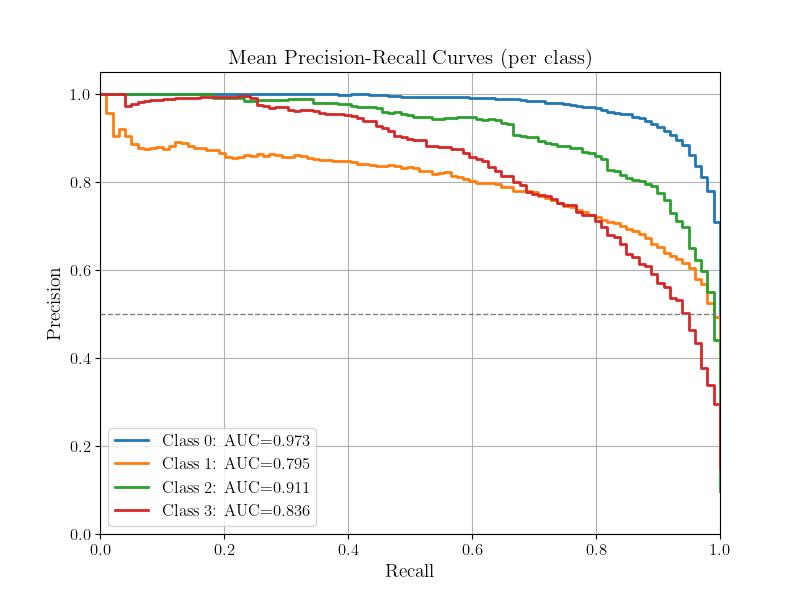 Mean Precision-Recall Curves (per class)
1.0
0.8
0.6
0.4
0.2
0.0
Precision
Class 0: AUC=0.973
Class 1: AUC=0.795
Class 2: AUC=0.911
Class 3: AUC=0.836
0.0 0.2 0.4 0.6 0.8 1.0
Recall